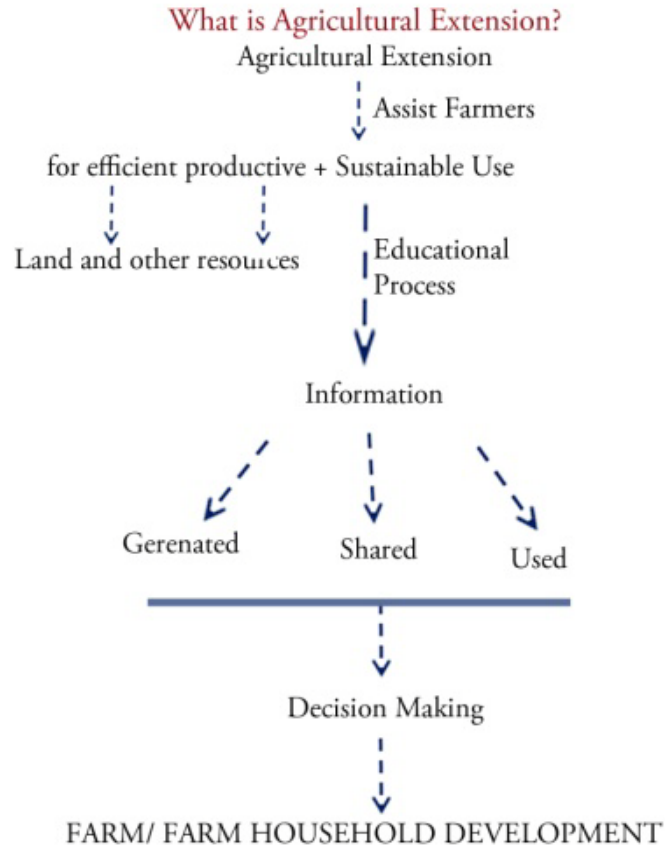 What is Agricultural Extension?
Agricultural Extension
Assist Farmers
for efficient productive + Sustainable Use
Land and other resources
Educational
Process
Information
Gerenated
Shared
Used
Decision Making
FARM/ FARM HOUSEHOLD DEVELOPMENT